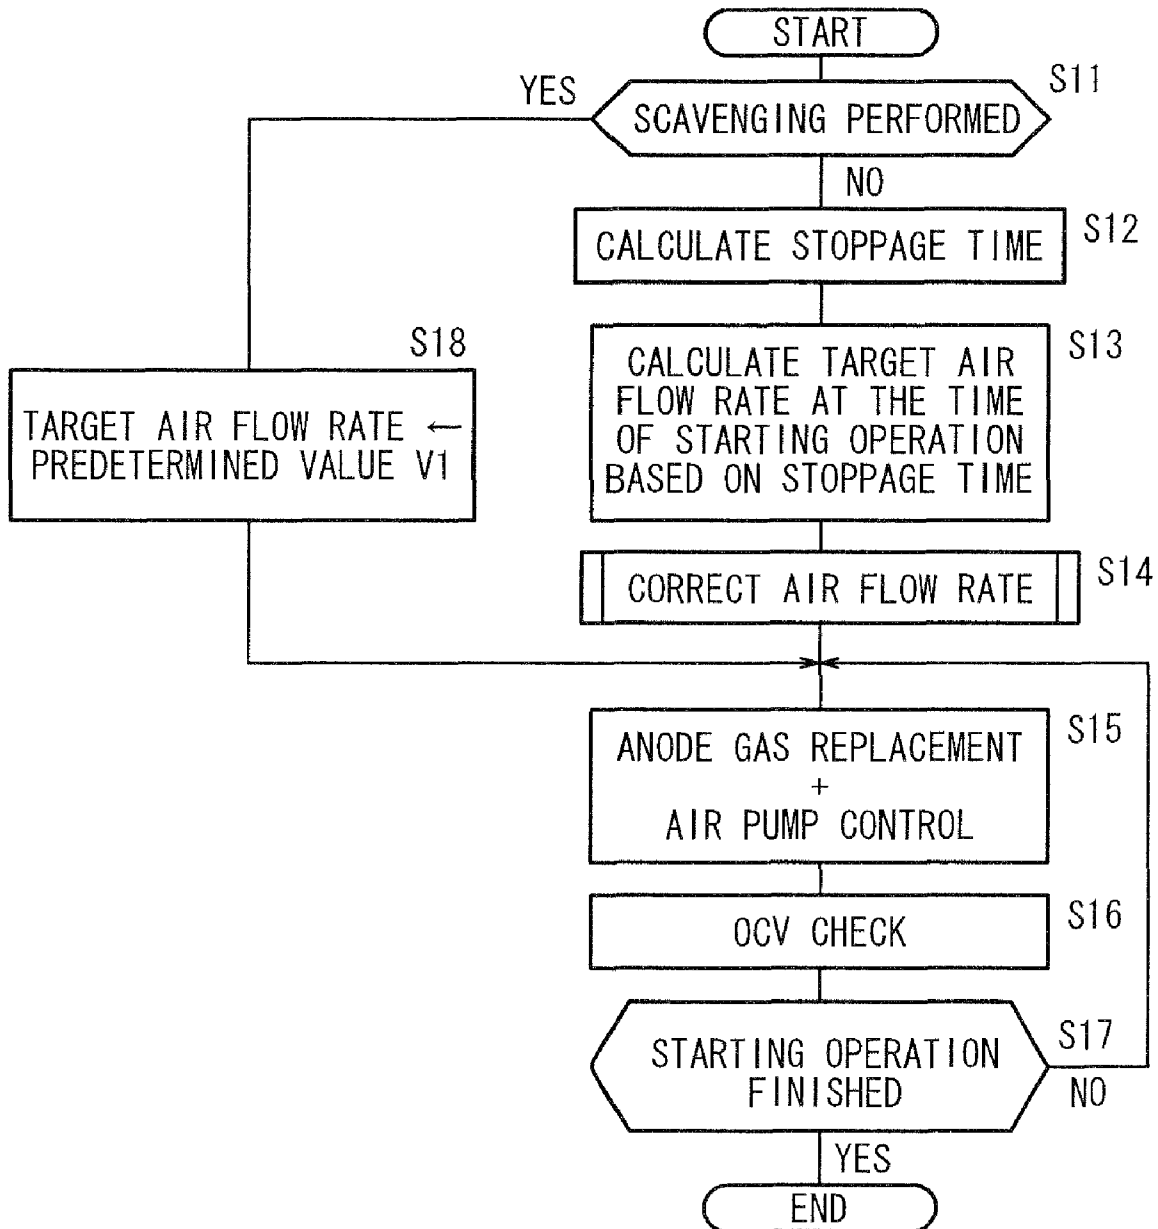 START
S11
YES
SCAVENGING PERFORMED
NO
S12
CALCULATE STOPPAGE TIME
S13
CALCULATE TARGET AIR
FLOW RATE AT THE TIME
OF STARTING OPERATION
BASED ON STOPPAGE TIME
S18
TARGET AIR FLOW RATE ←
PREDETERMINED VALUE V1
S14
CORRECT AIR FLOW RATE
S15
ANODE GAS REPLACEMENT
+
AIR PUMP CONTROL
S16
OCV CHECK
S17
STARTING OPERATION
FINISHED
NO
YES
END